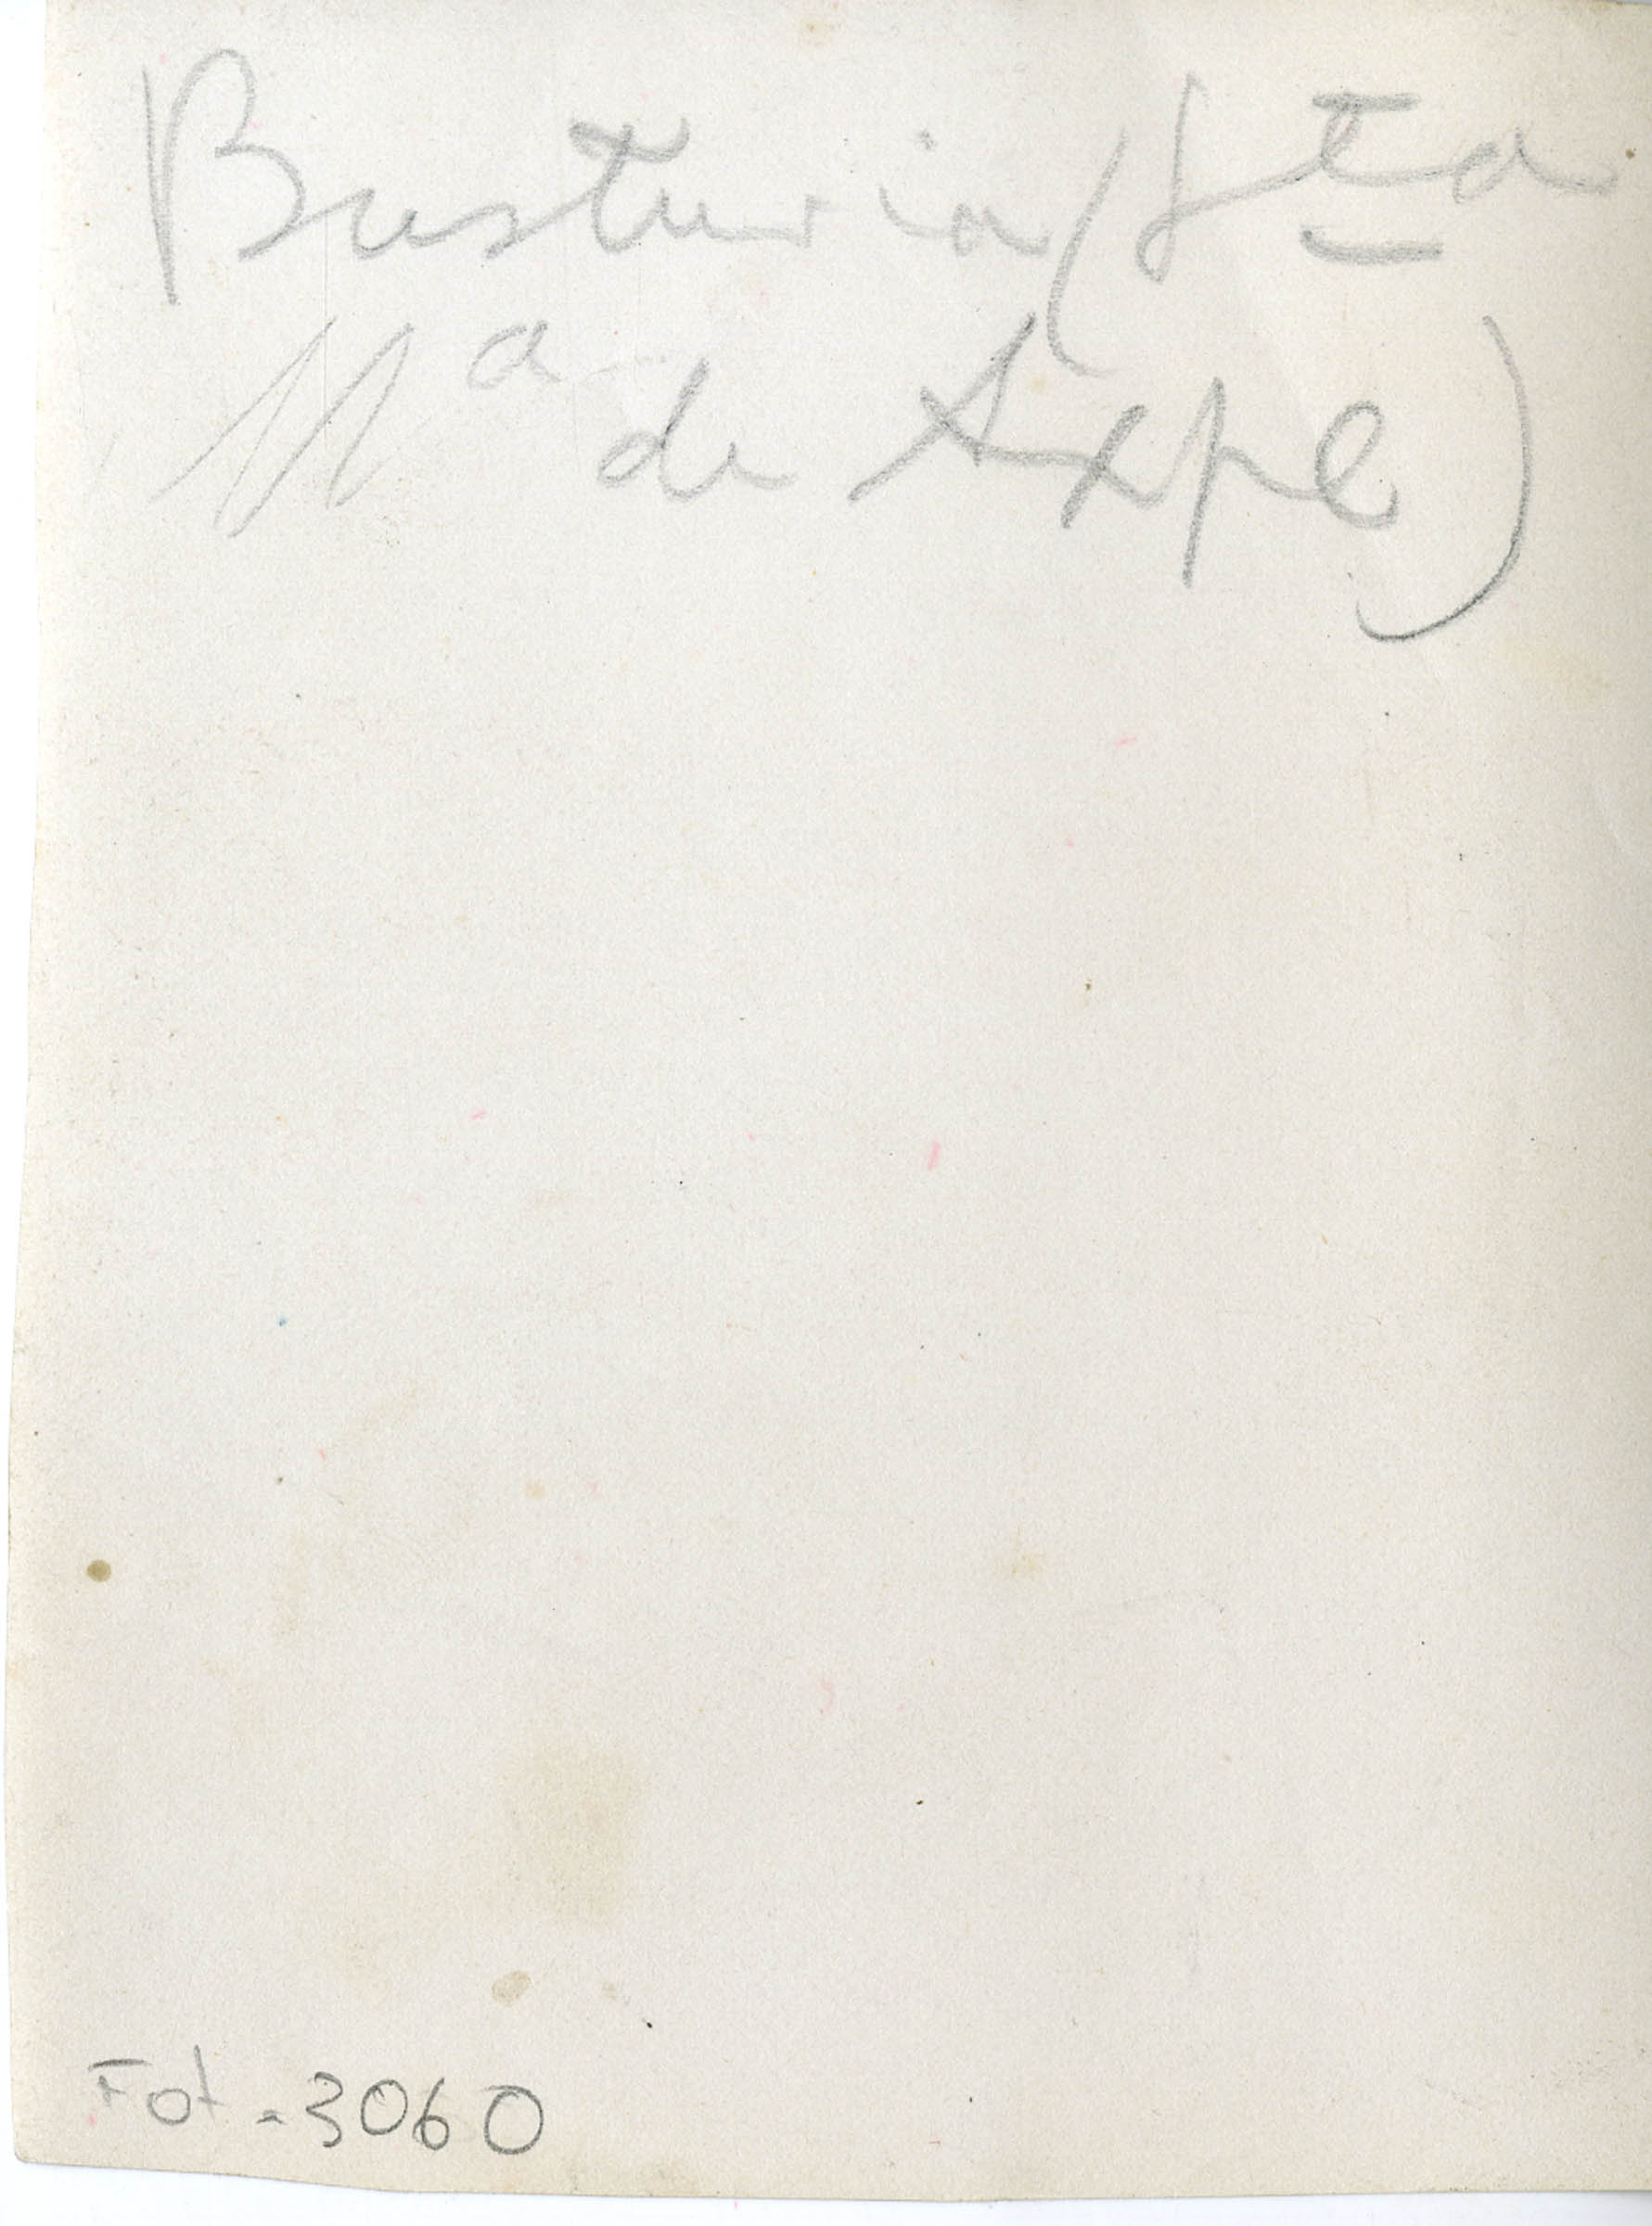 Busturia (Sta
Mª de Axpe)
Fot.-3060